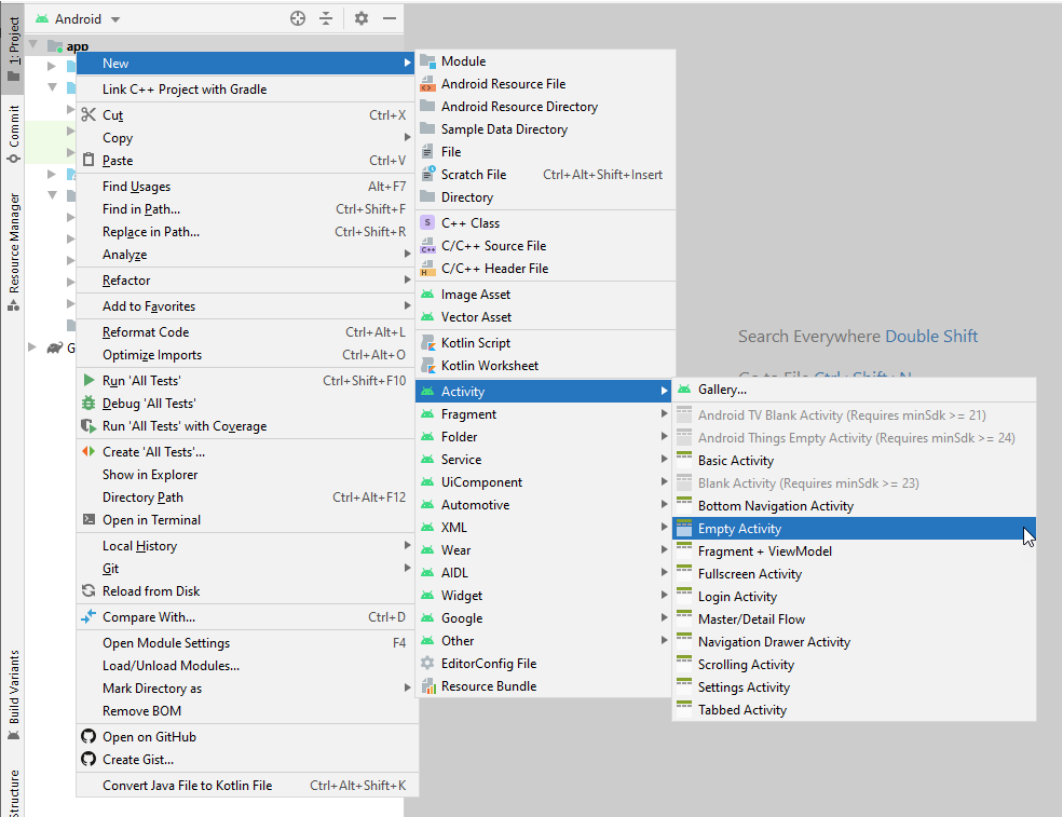 1: Project
Commit
Resource Manager
Build Variants
Structure
Android
app
G
New
Link C++ Project with Gradle
Cut Ctrl+X
Copy
Paste Ctrl+V
Find Usages Alt+F7
Find in Path... Ctrl+Shift+F
Replace in Path... Ctrl+Shift+R
Analyze
Refactor
Add to Favorites
Reformat Code Ctrl+Alt+L
Optimize Imports Ctrl+Alt+O
Run 'All Tests' Ctrl+Shift+F10
Debug 'All Tests'
Run 'All Tests' with Coverage
Create 'All Tests'...
Show in Explorer
Directory Path Ctrl+Alt+F12
Open in Terminal
Local History
Git
Reload from Disk
Compare With... Ctrl+D
Open Module Settings F4
Load/Unload Modules...
Mark Directory as
Remove BOM
Open on GitHub
Create Gist...
Convert Java File to Kotlin File Ctrl+Alt+Shift+K
Module
Android Resource File
Android Resource Directory
Sample Data Directory
File
Scratch File Ctrl+Alt+Shift+Insert
Directory
S C++ Class
C++ C/C++ Source File
H C/C++ Header File
Image Asset
Vector Asset
Kotlin Script
Kotlin Worksheet
Activity
Fragment
Folder
Service
UiComponent
Automotive
XML
Wear
AIDL
Widget
Google
Other
EditorConfig File
Resource Bundle
Search Everywhere Double Shift
Go to File Ctrl+Shift+N
Gallery...
Android TV Blank Activity (Requires minSdk >= 21)
Android Things Empty Activity (Requires minSdk >= 24)
Basic Activity
Blank Activity (Requires minSdk >= 23)
Bottom Navigation Activity
Empty Activity
Fragment + ViewModel
Fullscreen Activity
Login Activity
Master/Detail Flow
Navigation Drawer Activity
Scrolling Activity
Settings Activity
Tabbed Activity